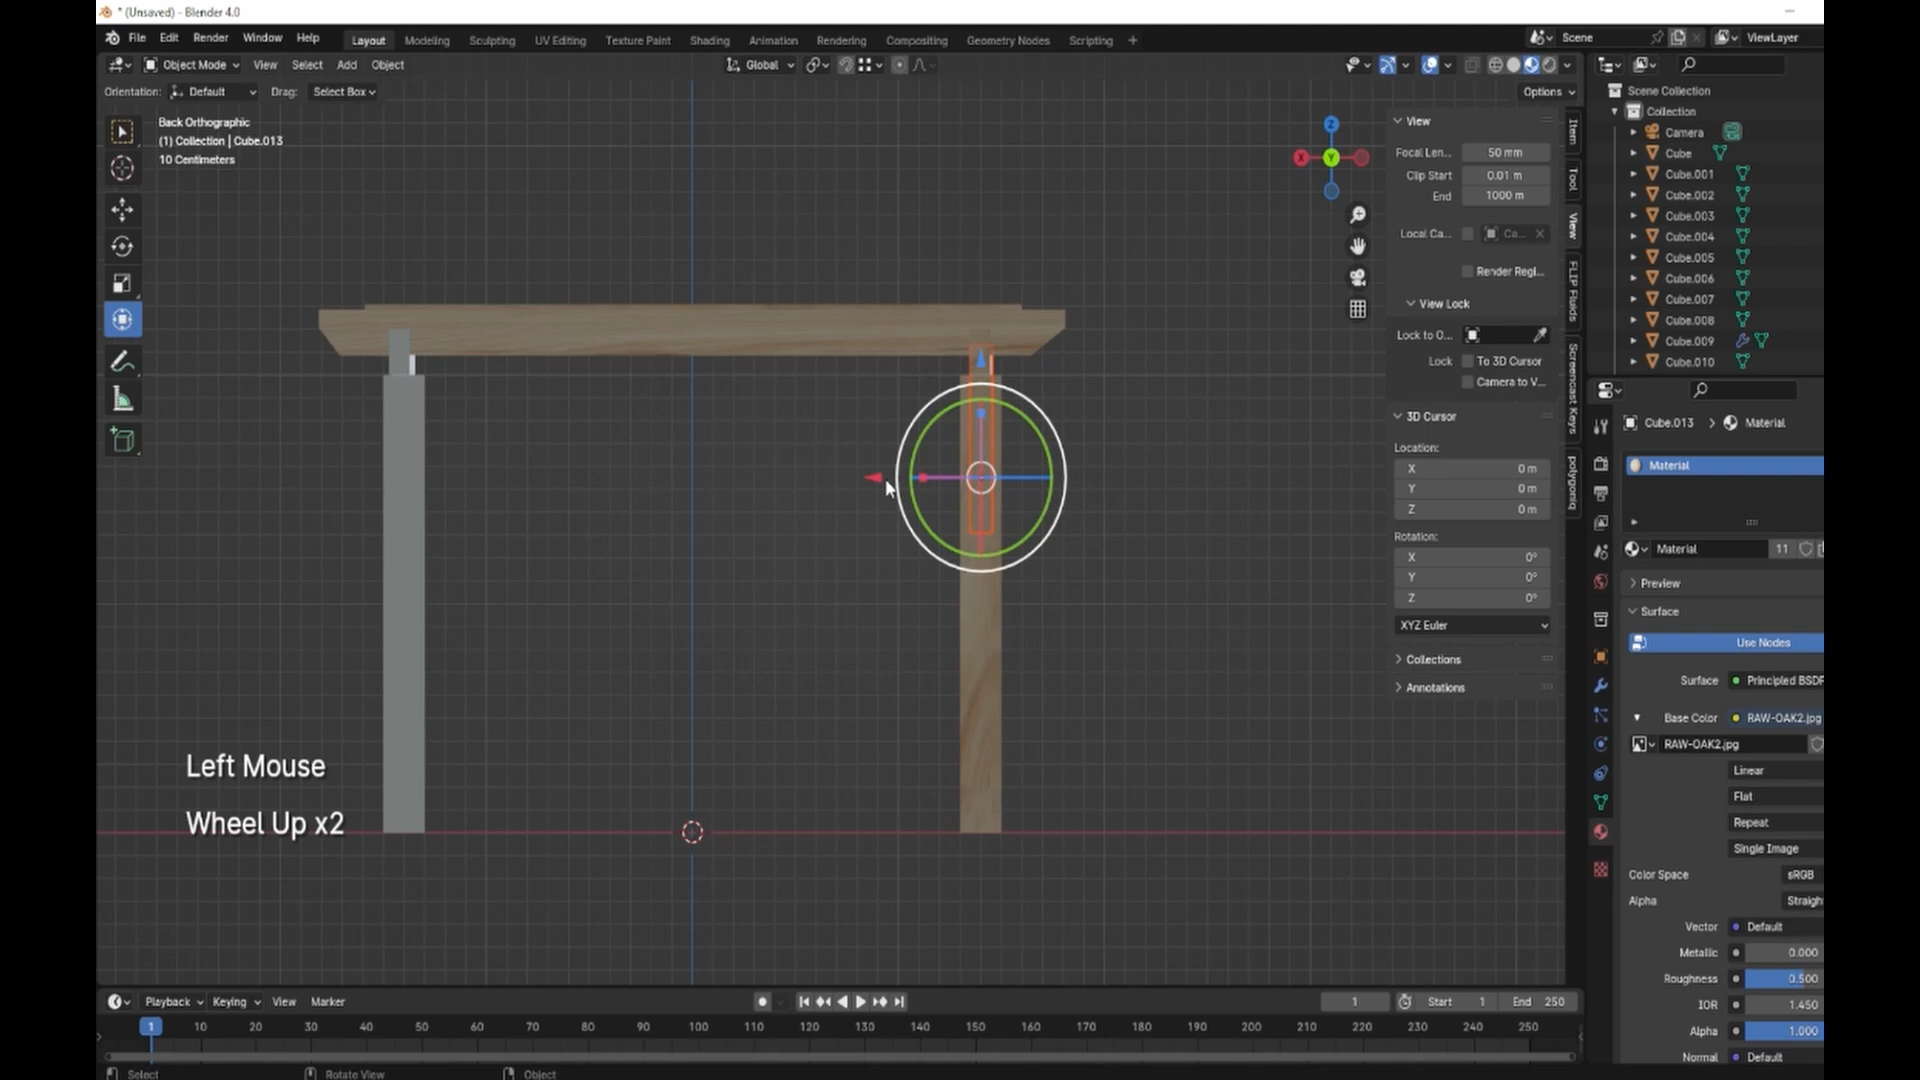 * (Unsaved) - Blender 4.0
File Edit Render Window Help
Layout Modeling Sculpting UV Editing Texture Paint Shading Animation Rendering Compositing Geometry Nodes Scripting +
Scene ViewLayer
Object Mode View Select Add Object Global
Orientation: Default Drag: Select Box Options
Back Orthographic
(1) Collection | Cube.013
10 Centimeters
Z
X
Y
View
Focal Len... 50 mm
Clip Start 0.01 m
End 1000 m
Local Ca... Ca...
Render Regi...
View Lock
Lock to O...
Lock To 3D Cursor
Camera to V...
3D Cursor
Location:
X 0 m
Y 0 m
Z 0 m
Rotation:
X 0°
Y 0°
Z 0°
XYZ Euler
Collections
Annotations
Item
Tool
View
FLIP Fluids
Screencast Keys
polygoniq
Scene Collection
Collection
Camera
Cube
Cube.001
Cube.002
Cube.003
Cube.004
Cube.005
Cube.006
Cube.007
Cube.008
Cube.009
Cube.010
Cube.013 > Material
Material
Material 11
Preview
Surface
Use Nodes
Surface Principled BSDF
Base Color RAW-OAK2.jpg
RAW-OAK2.jpg
Linear
Flat
Repeat
Single Image
Color Space sRGB
Alpha Straigh
Vector Default
Metallic 0.000
Roughness 0.500
IOR 1.450
Alpha 1.000
Normal Default
Left Mouse
Wheel Up x2
Playback Keying View Marker 1 Start 1 End 250
1 10 20 30 40 50 60 70 80 90 100 110 120 130 140 150 160 170 180 190 200 210 220 230 240 250
Select Rotate View Object